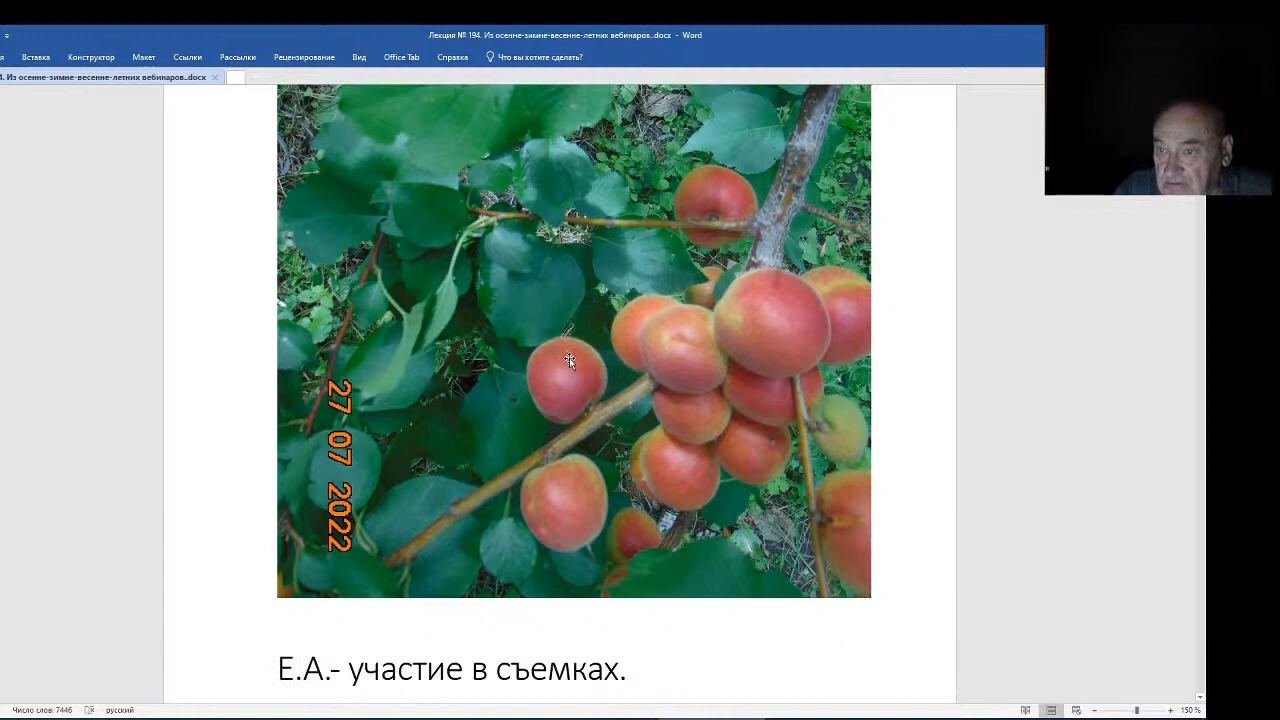 Лекция № 194. Из осенне-зимне-весенне-летних вебинаров..docx - Word
Вставка Конструктор Макет Ссылки Рассылки Рецензирование Вид Office Tab Справка Что вы хотите сделать?
4. Из осенне-зимне-весенне-летних вебинаров..docx
27 07 2022
Е.А.- участие в съемках.
Число слов: 7446 русский 150 %